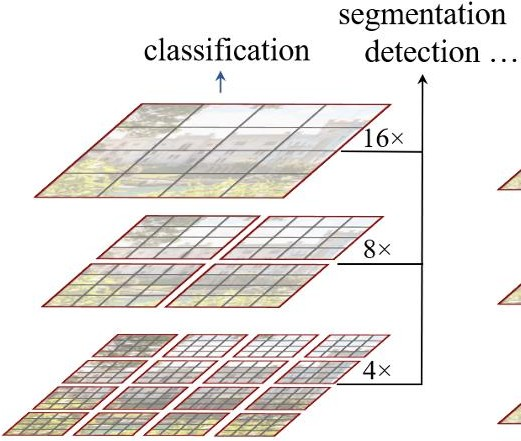 segmentation
classification
detection ...
16×
8×
4×